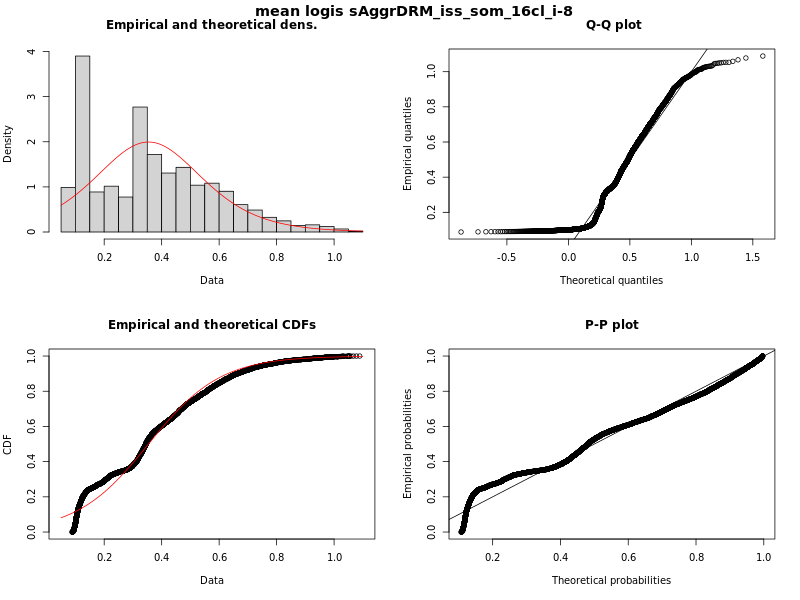 mean logis sAggrDRM_iss_som_16cl_i-8
Empirical and theoretical dens.
Density
0 1 2 3 4
0.2 0.4 0.6 0.8 1.0
Data
Q-Q plot
Empirical quantiles
0.2 0.4 0.6 0.8 1.0
-0.5 0.0 0.5 1.0 1.5
Theoretical quantiles
Empirical and theoretical CDFs
CDF
0.0 0.2 0.4 0.6 0.8 1.0
0.2 0.4 0.6 0.8 1.0
Data
P-P plot
Empirical probabilities
0.0 0.2 0.4 0.6 0.8 1.0
0.2 0.4 0.6 0.8 1.0
Theoretical probabilities